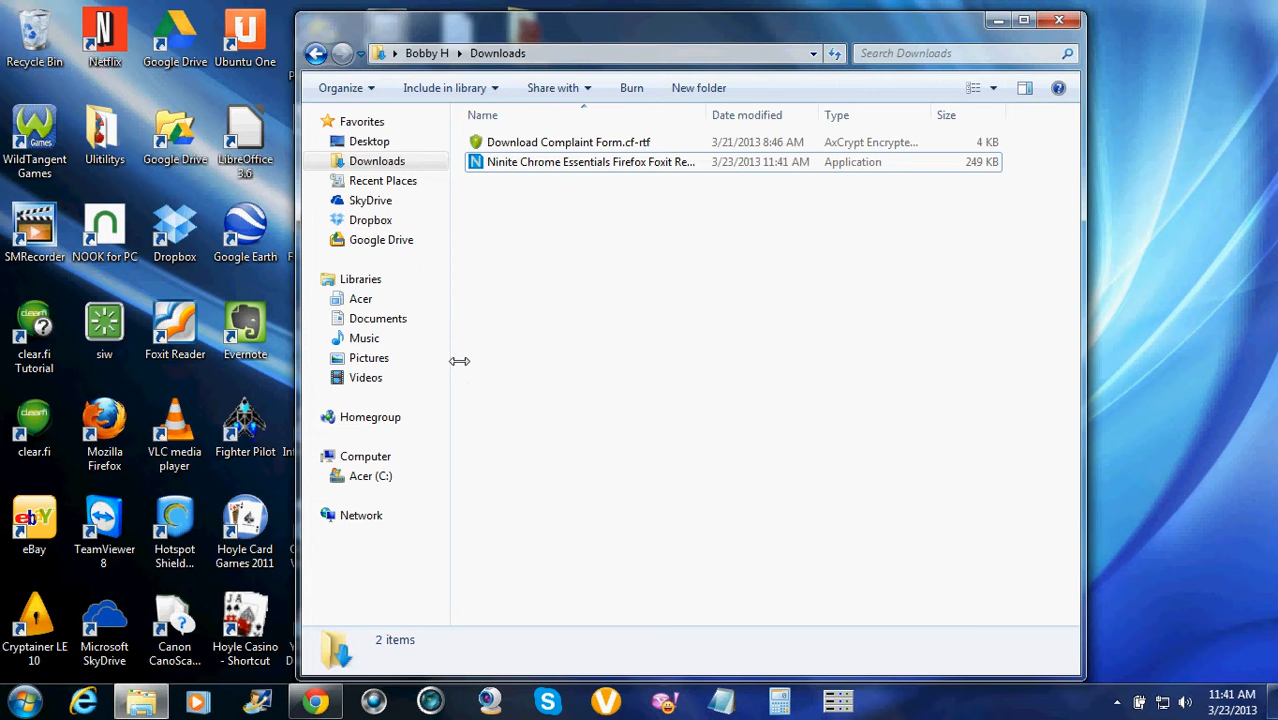 Recycle Bin
Netflix
Google Drive
Ubuntu One
WildTangent
Games
Ulitilitys
Google Drive
LibreOffice
3.6
SMRecorder
NOOK for PC
Dropbox
Google Earth
clear.fi
Tutorial
siw
Foxit Reader
Evernote
clear.fi
Mozilla
Firefox
VLC media
player
Fighter Pilot
eBay
TeamViewer
8
Hotspot
Shield...
Hoyle Card
Games 2011
Cryptainer LE
10
Microsoft
SkyDrive
Canon
CanoSca...
Hoyle Casino
- Shortcut
Bobby H Downloads
Search Downloads
Organize Include in library Share with Burn New folder
Name Date modified Type Size
Download Complaint Form.cf-rtf 3/21/2013 8:46 AM AxCrypt Encrypte... 4 KB
Ninite Chrome Essentials Firefox Foxit Re... 3/23/2013 11:41 AM Application 249 KB
Favorites
Desktop
Downloads
Recent Places
SkyDrive
Dropbox
Google Drive
Libraries
Acer
Documents
Music
Pictures
Videos
Homegroup
Computer
Acer (C:)
Network
2 items
11:41 AM
3/23/2013